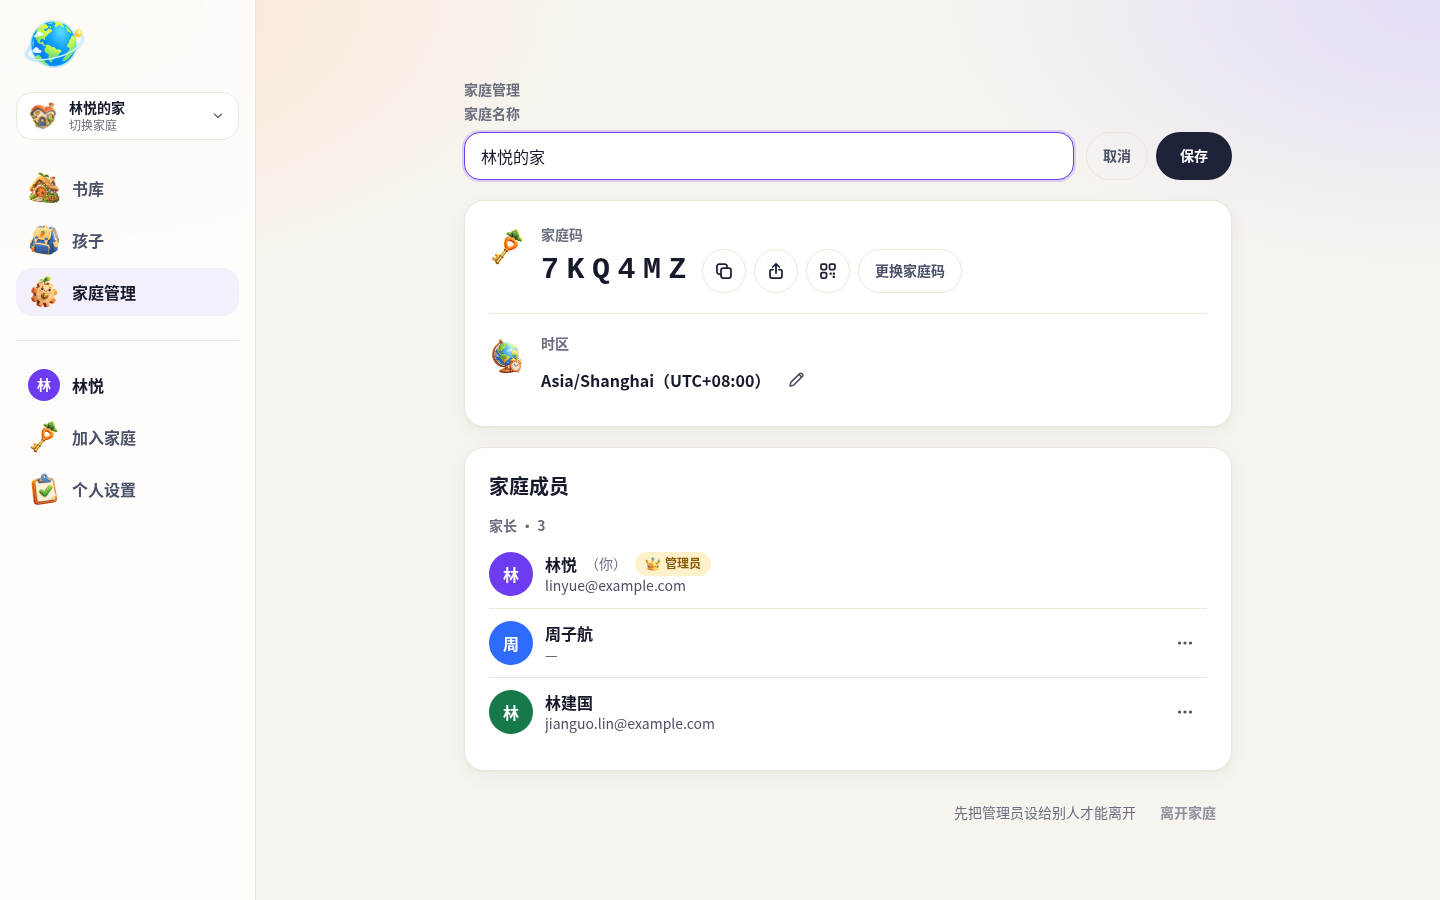 林悦的家
切换家庭
书库
孩子
家庭管理
林
林悦
加入家庭
个人设置
家庭管理
家庭名称
林悦的家
取消
保存
家庭码
7KQ4MZ
更换家庭码
时区
Asia/Shanghai（UTC+08:00）
家庭成员
家长 · 3
林
林悦 （你） 管理员
linyue@example.com
周
周子航
—
林
林建国
jianguo.lin@example.com
先把管理员设给别人才能离开 离开家庭